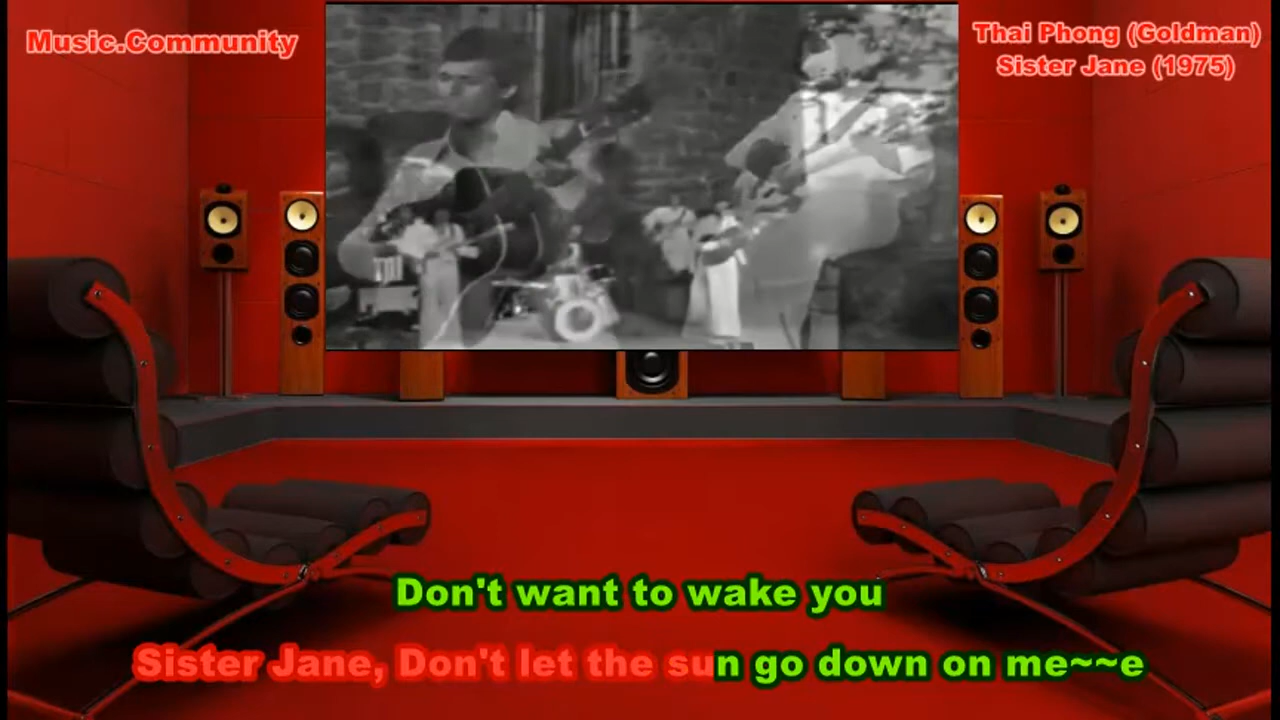 Music.Community
Thai Phong (Goldman)
Sister Jane (1975)
Don't want to wake you
Sister Jane, Don't let the sun go down on me~~e